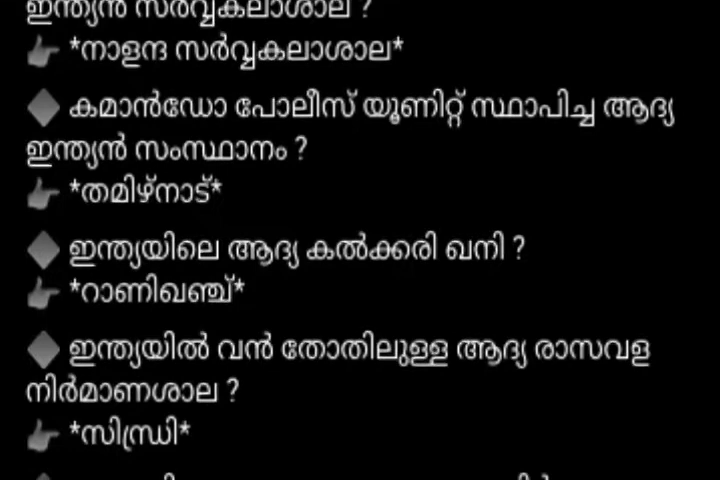 ഇന്ത്യൻ സർവ്വകലാശാല ?
👉 *നാളന്ദ സർവ്വകലാശാല*
◆ കമാൻഡോ പോലീസ് യൂണിറ്റ് സ്ഥാപിച്ച ആദ്യ
ഇന്ത്യൻ സംസ്ഥാനം ?
👉 *തമിഴ്നാട്*
◆ ഇന്ത്യയിലെ ആദ്യ കൽക്കരി ഖനി ?
👉 *റാണിഖഞ്ച്*
◆ ഇന്ത്യയിൽ വൻ തോതിലുള്ള ആദ്യ രാസവള
നിർമാണശാല ?
👉 *സിന്ധ്രി*